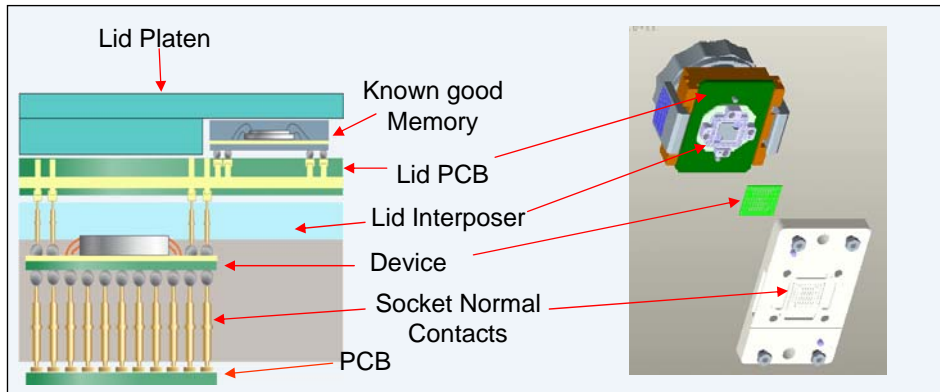 Lid Platen
Known good
Memory
Lid PCB
Lid Interposer
Device
Socket Normal
Contacts
PCB